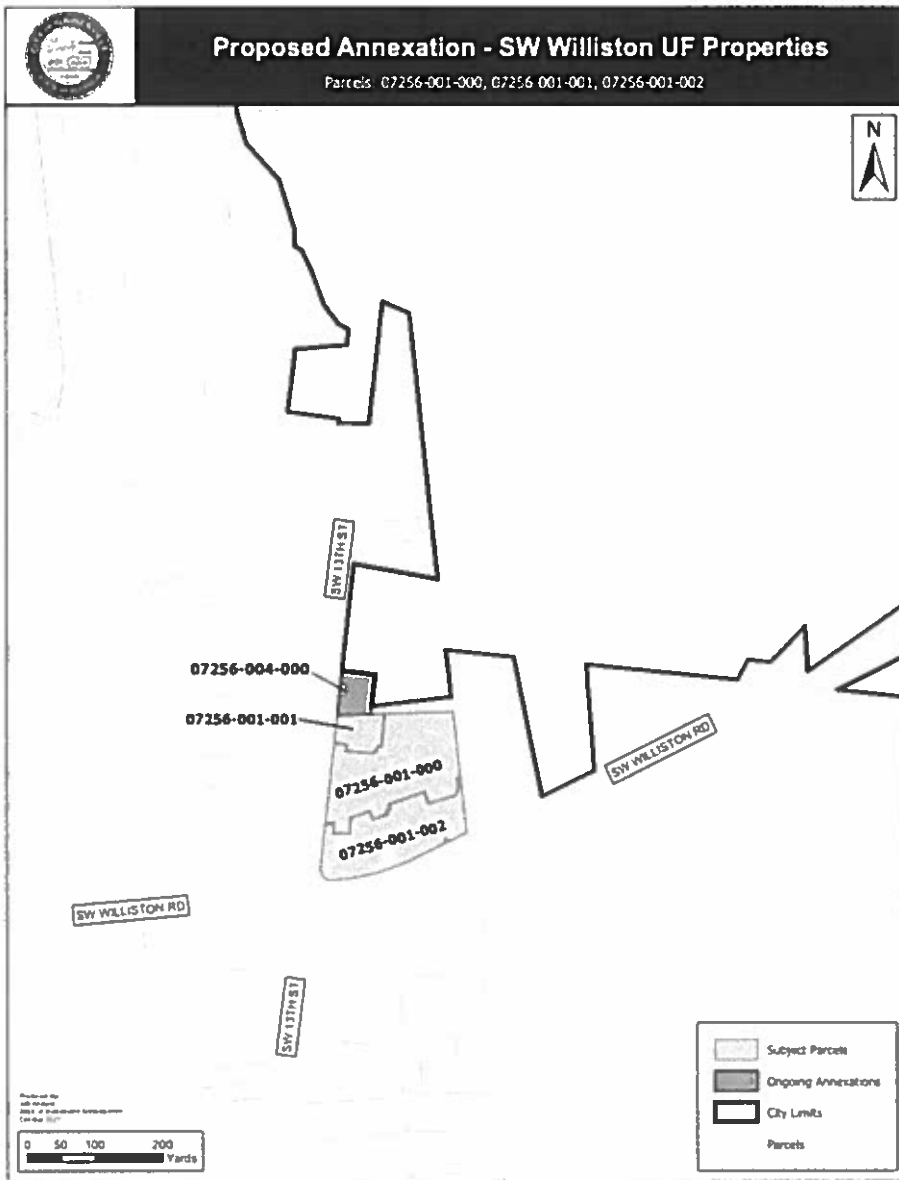 Proposed Annexation - SW Williston UF Properties
Parcels: 07256-001-000, 07256-001-001, 07256-001-002
N
SW 13TH ST
07256-004-000
07256-001-001
07256-001-000
SW WILLISTON RD
07256-001-002
SW WILLISTON RD
SW 13TH ST
Subject Parcels
Ongoing Annexations
City Limits
Parcels
0 50 100 200
Yards